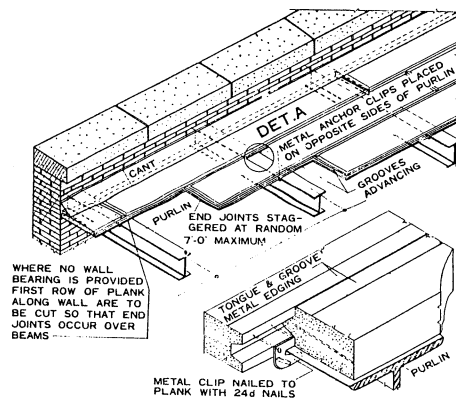 DET.A
METAL ANCHOR CLIPS PLACED
ON OPPOSITE SIDES OF PURLIN
CANT
PURLIN
END JOINTS STAG-
GERED AT RANDOM
7'-0" MAXIMUM
GROOVES
ADVANCING
WHERE NO WALL
BEARING IS PROVIDED
FIRST ROW OF PLANK
ALONG WALL ARE TO
BE CUT SO THAT END
JOINTS OCCUR OVER
BEAMS
TONGUE & GROOVE
METAL EDGING
PURLIN
METAL CLIP NAILED TO
PLANK WITH 24d NAILS